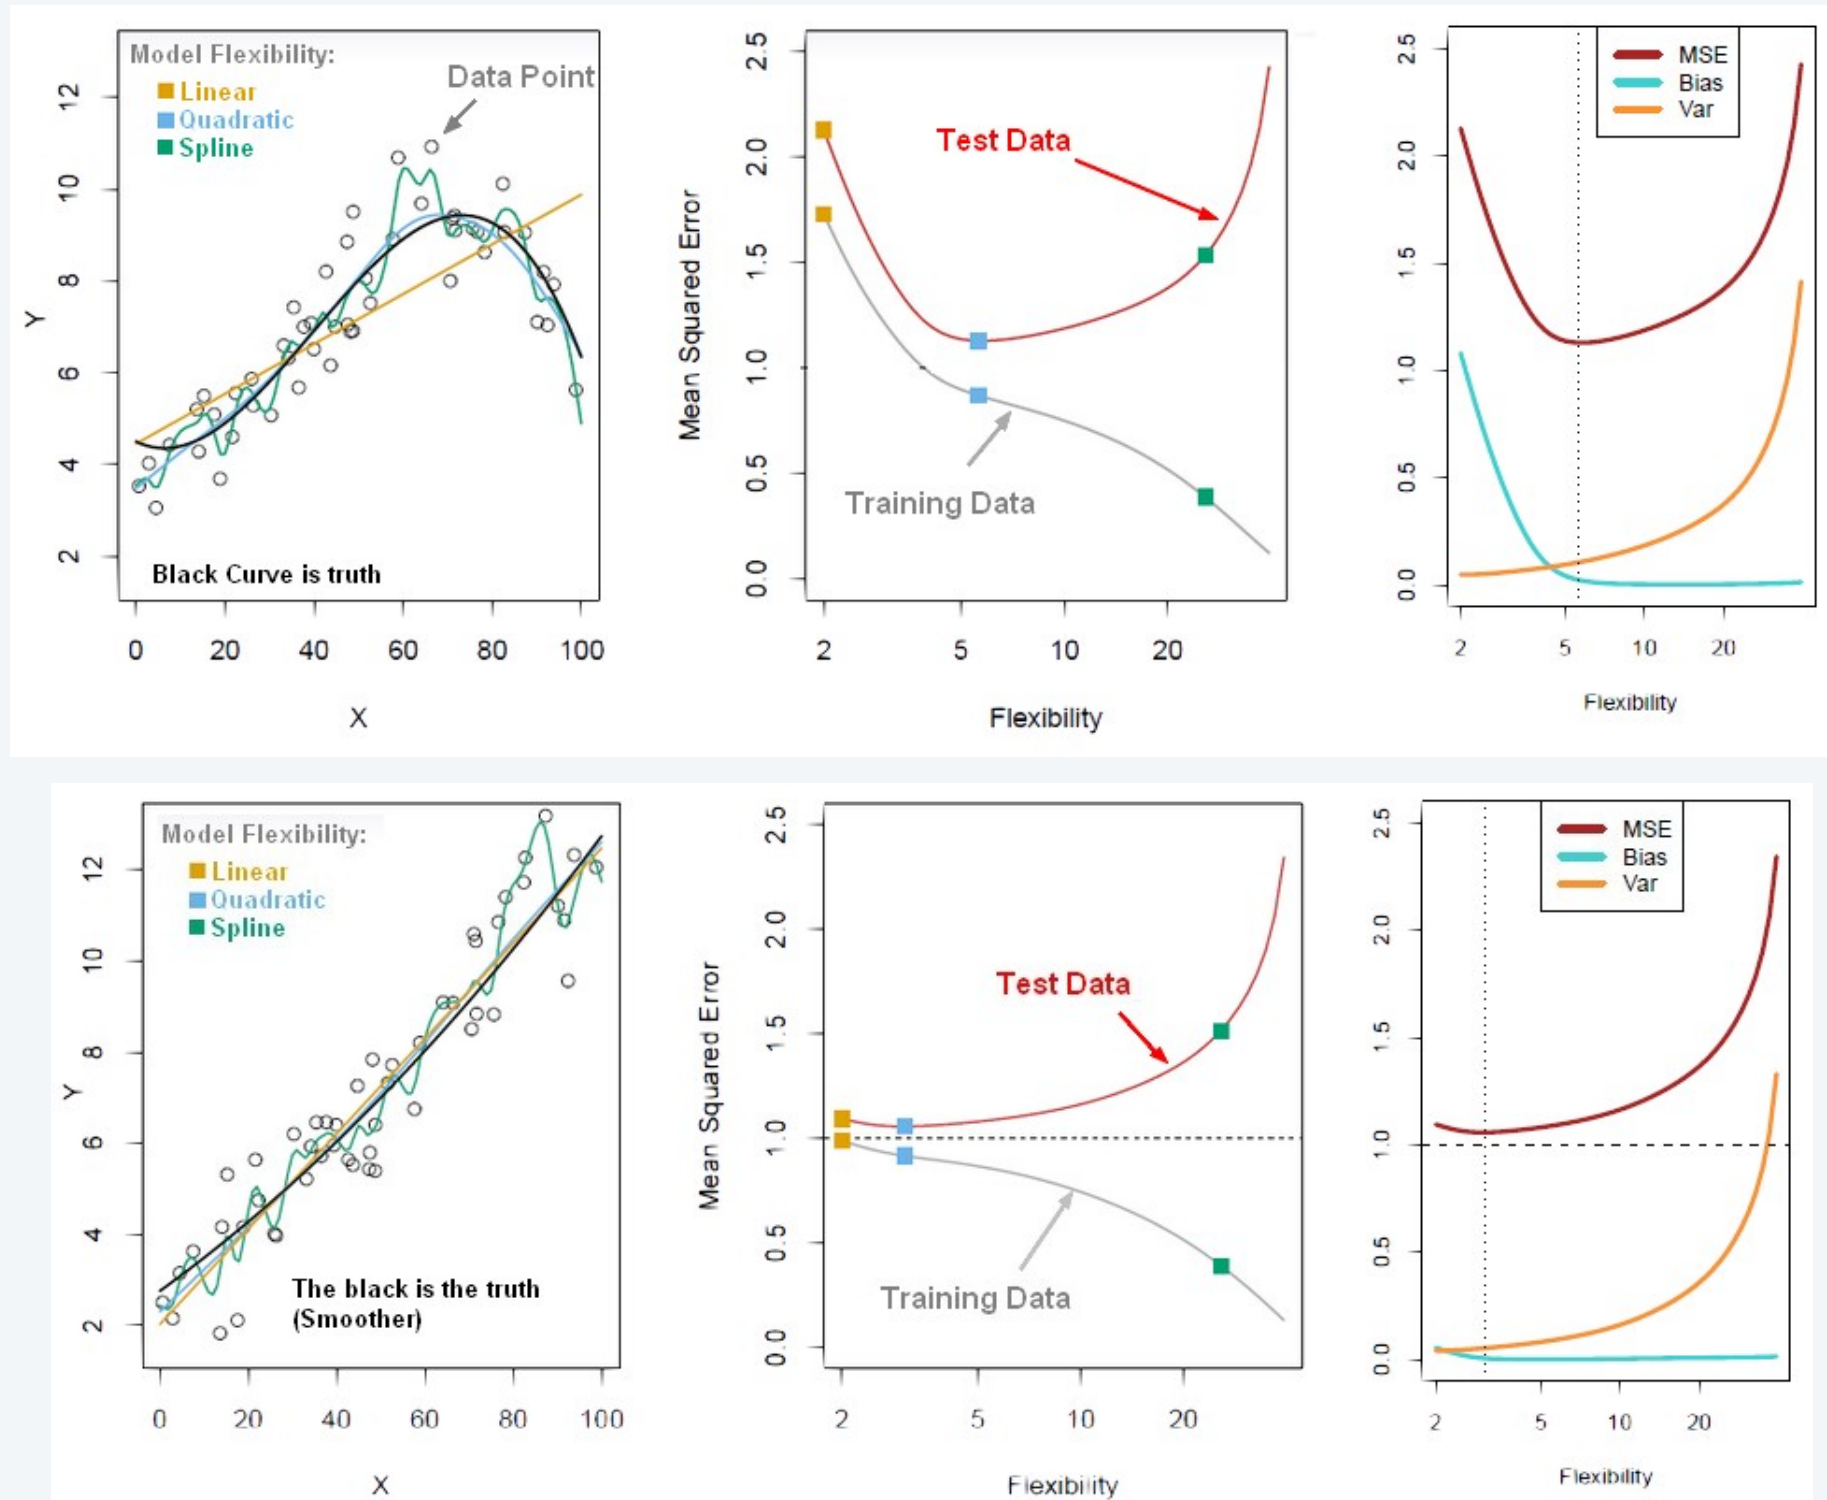 Model Flexibility:
Linear
Quadratic
Spline
Data Point
Black Curve is truth
Y
2
4
6
8
10
12
0
20
40
60
80
100
X
Mean Squared Error
0.0
0.5
1.0
1.5
2.0
2.5
Test Data
Training Data
2
5
10
20
Flexibility
MSE
Bias
Var
0.0
0.5
1.0
1.5
2.0
2.5
2
5
10
20
Flexibility
Model Flexibility:
Linear
Quadratic
Spline
The black is the truth
(Smoother)
Y
2
4
6
8
10
12
0
20
40
60
80
100
X
Mean Squared Error
0.0
0.5
1.0
1.5
2.0
2.5
Test Data
Training Data
2
5
10
20
Flexibility
MSE
Bias
Var
0.0
0.5
1.0
1.5
2.0
2.5
2
5
10
20
Flexibility